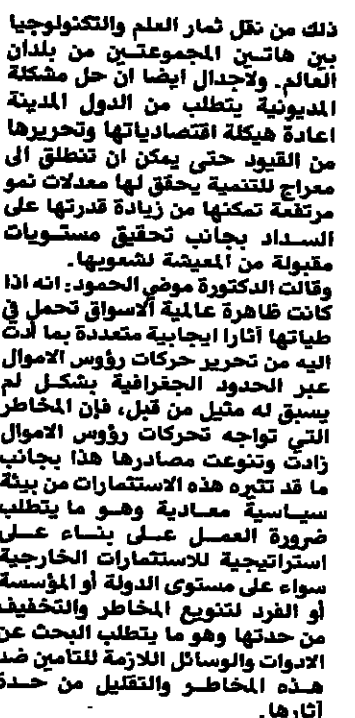 ذلك من نقل ثمار العلم والتكنولوجيا
بين هاتين المجموعتين من بلدان
العالم. ولاجدال ايضا ان حل مشكلة
المديونية يتطلب من الدول المدينة
اعادة هيكلة اقتصادياتها وتحريرها
من القيود حتى يمكن ان تنطلق الى
معراج للتنمية يحقق لها معدلات نمو
مرتفعة تمكنها من زيادة قدرتها على
السداد بجانب تحقيق مستويات
مقبولة من المعيشة لشعوبها.
وقالت الدكتورة موضي الحمود: انه اذا
كانت ظاهرة عالمية الاسواق تحمل في
طياتها آثارا ايجابية متعددة بما ادت
اليه من تحرير حركات رؤوس الاموال
عبر الحدود الجغرافية بشكل لم
يسبق له مثيل من قبل، فإن المخاطر
التي تواجه تحركات رؤوس الاموال
زادت وتنوعت مصادرها هذا بجانب
ما قد تثيره هذه الاستثمارات من بيئة
سياسية معادية وهو ما يتطلب
ضرورة العمل على بناء على
استراتيجية للاستثمارات الخارجية
سواء على مستوى الدولة أو المؤسسة
أو الفرد لتنويع المخاطر والتخفيف
من حدتها وهو ما يتطلب البحث عن
الادوات والوسائل اللازمة للتامين ضد
هذه المخاطر والتقليل من حدة
آثارها.